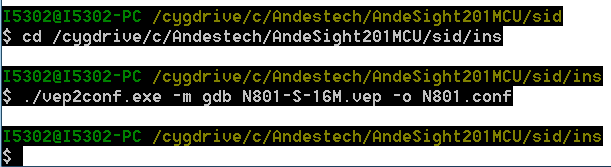 I5302@I5302-PC /cygdrive/c/Andestech/AndeSight201MCU/sid
$ cd /cygdrive/c/Andestech/AndeSight201MCU/sid/ins
I5302@I5302-PC /cygdrive/c/Andestech/AndeSight201MCU/sid/ins
$ ./vep2conf.exe -m gdb N801-S-16M.vep -o N801.conf
I5302@I5302-PC /cygdrive/c/Andestech/AndeSight201MCU/sid/ins
$